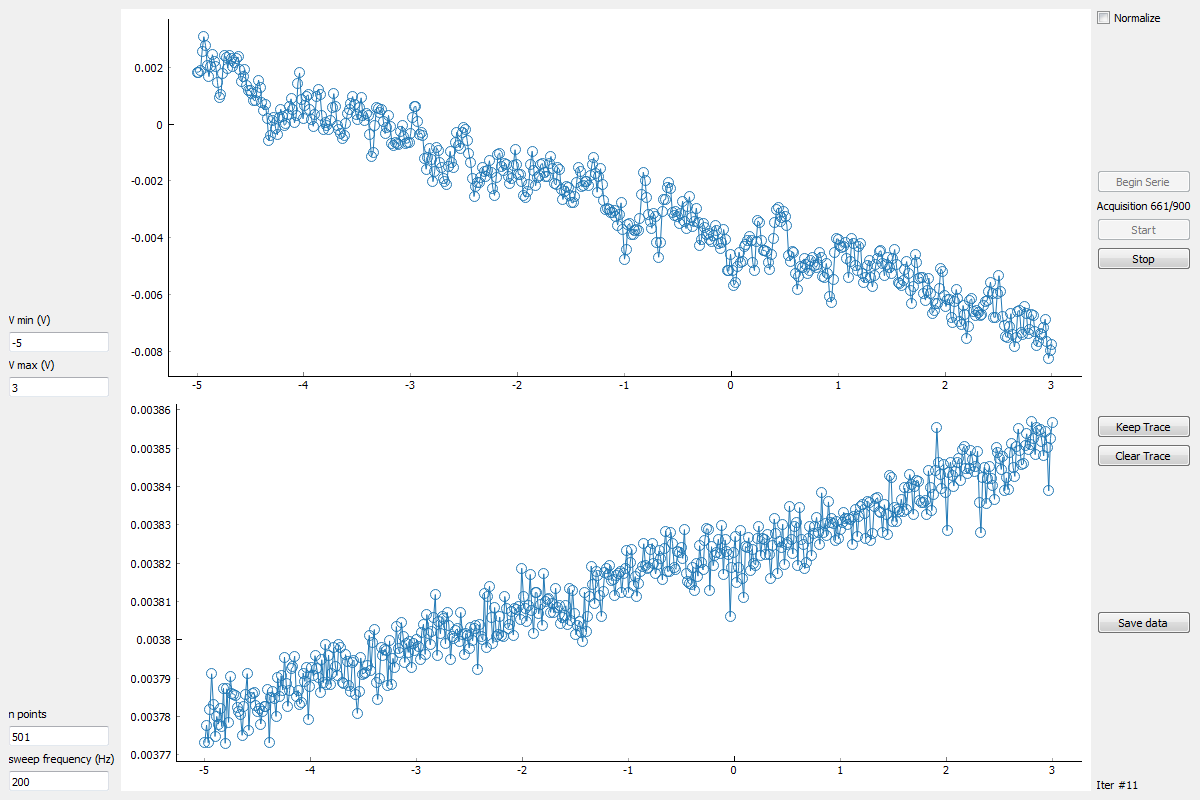 Normalize
0.002
0
-0.002
-0.004
-0.006
-0.008
-5 -4 -3 -2 -1 0 1 2 3
Begin Serie
Acquisition 661/900
Start
Stop
V min (V)
-5
V max (V)
3
0.00386
0.00385
0.00384
0.00383
0.00382
0.00381
0.0038
0.00379
0.00378
0.00377
-5 -4 -3 -2 -1 0 1 2 3
Keep Trace
Clear Trace
Save data
n points
501
sweep frequency (Hz)
200
Iter #11